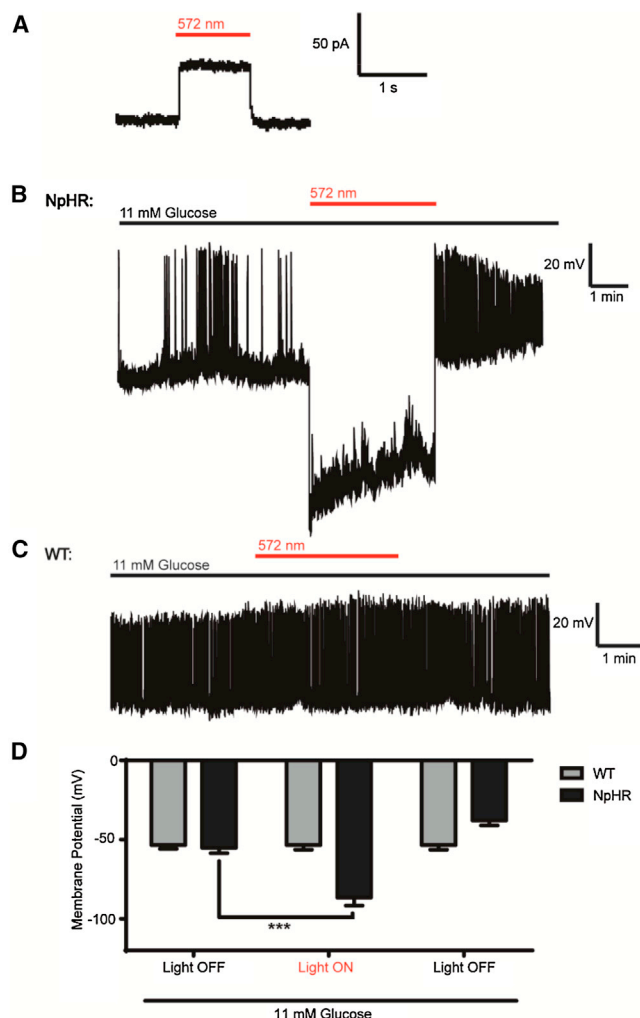 A
572 nm
50 pA
1 s
B
NpHR:
572 nm
11 mM Glucose
20 mV
1 min
C
WT:
572 nm
11 mM Glucose
20 mV
1 min
D
Membrane Potential (mV)
0
-50
-100
***
WT
NpHR
Light OFF
Light ON
Light OFF
11 mM Glucose